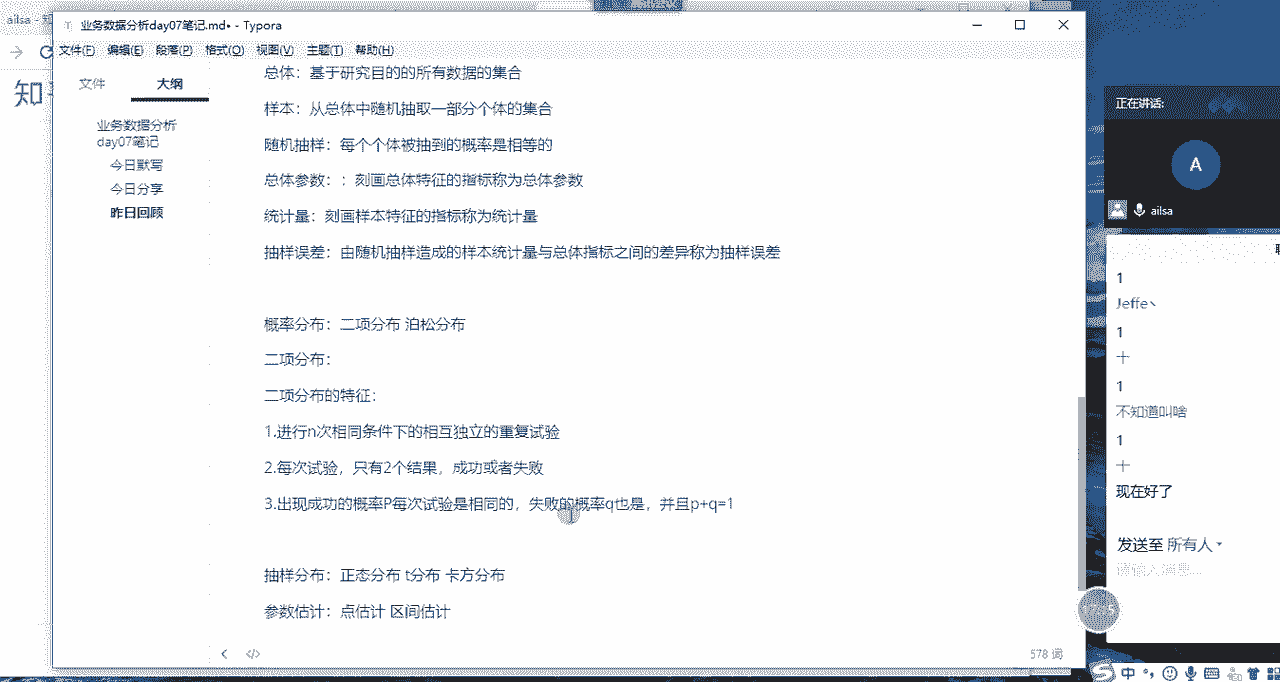 ailsa - 知
业务数据分析day07笔记.md• - Typora
文件(F) 编辑(E) 段落(P) 格式(O) 视图(V) 主题(T) 帮助(H)
知
文件 大纲
业务数据分析
day07笔记
今日默写
今日分享
昨日回顾
总体：基于研究目的的所有数据的集合
样本：从总体中随机抽取一部分个体的集合
随机抽样：每个个体被抽到的概率是相等的
总体参数：：刻画总体特征的指标称为总体参数
统计量：刻画样本特征的指标称为统计量
抽样误差：由随机抽样造成的样本统计量与总体指标之间的差异称为抽样误差
概率分布：二项分布 泊松分布
二项分布：
二项分布的特征：
1.进行n次相同条件下的相互独立的重复试验
2.每次试验，只有2个结果，成功或者失败
3.出现成功的概率P每次试验是相同的，失败的概率q也是，并且p+q=1
抽样分布：正态分布 t分布 卡方分布
参数估计：点估计 区间估计
578 词
正在讲话:
A
ailsa
1
Jeffe丶
1
十
1
不知道叫啥
1
十
现在好了
发送至 所有人
请输入消息...
中